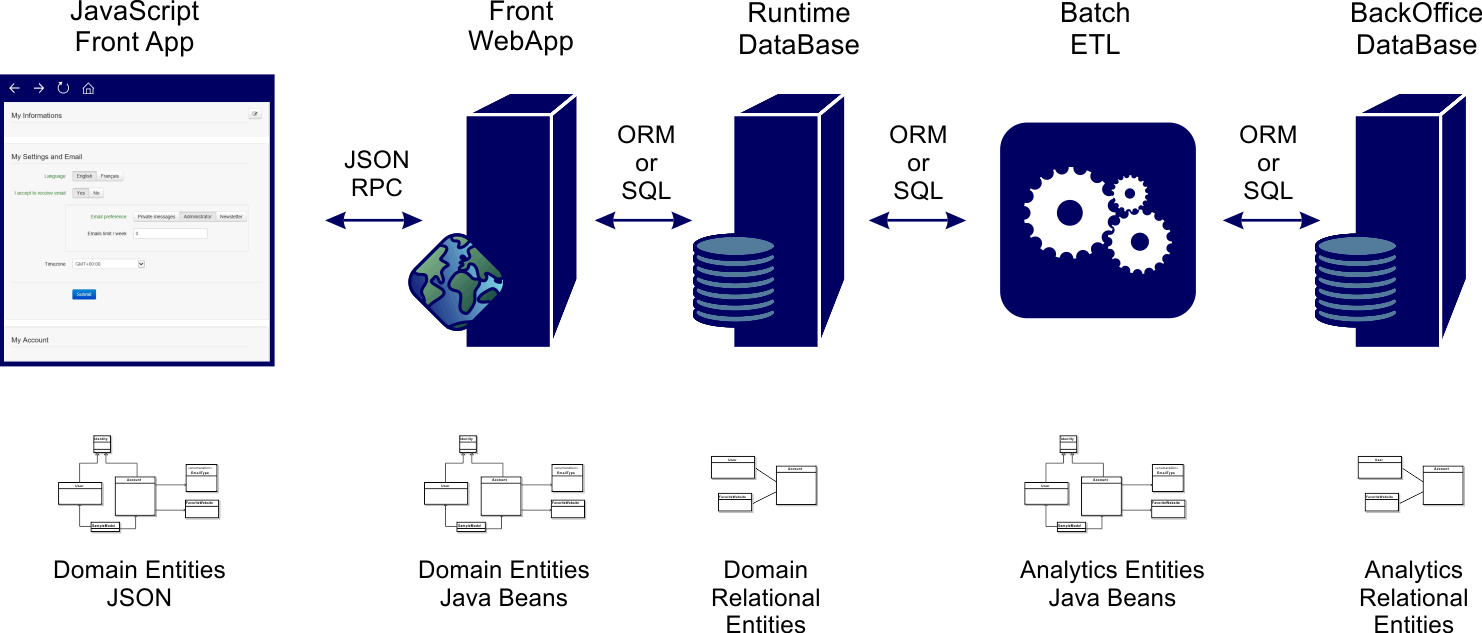 JavaScript
Front App
Front
WebApp
Runtime
DataBase
Batch
ETL
BackOffice
DataBase
My Informations
My Settings and Email
Language
English
Français
I accept to receive email
Yes
No
Email preference
Private messages
Administrator
Newsletter
Emails limit / week
Timezone
GMT+00:00
Submit
My Account
JSON
RPC
ORM
or
SQL
ORM
or
SQL
ORM
or
SQL
Identity
User
Account
EmailType
FavoriteWebsite
SampleModel
Identity
User
Account
EmailType
FavoriteWebsite
SampleModel
User
Account
FavoriteWebsite
Identity
User
Account
EmailType
FavoriteWebsite
SampleModel
User
Account
FavoriteWebsite
Domain Entities
JSON
Domain Entities
Java Beans
Domain
Relational
Entities
Analytics Entities
Java Beans
Analytics
Relational
Entities